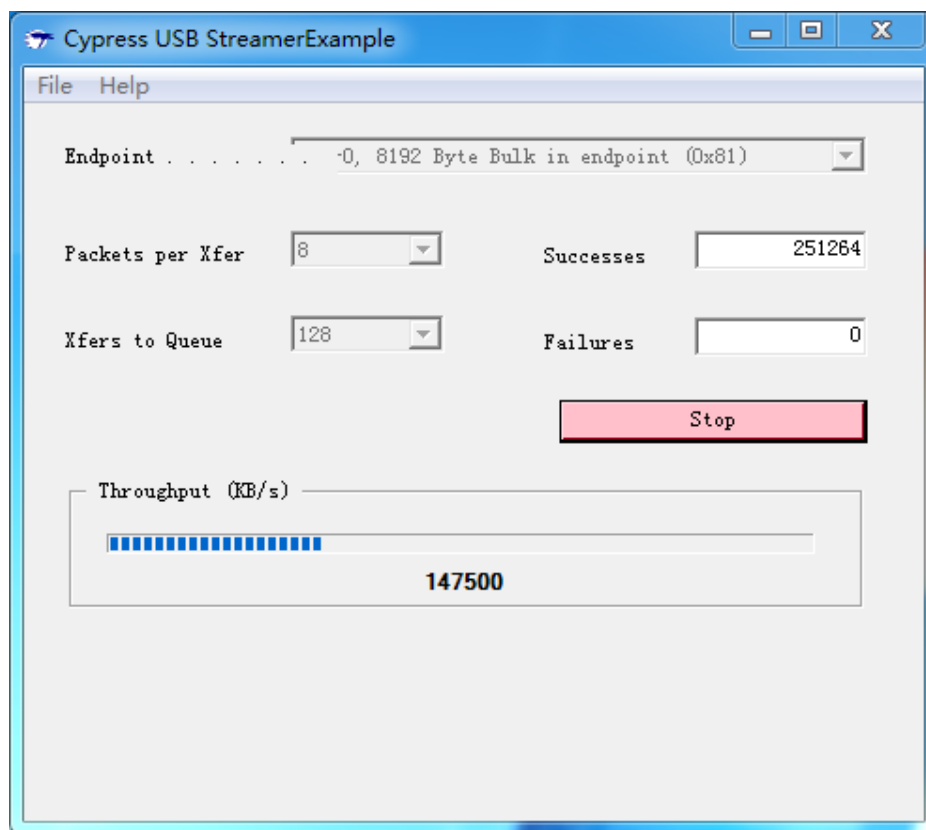 Cypress USB StreamerExample
File Help
Endpoint . . . . . . . -0, 8192 Byte Bulk in endpoint (0x81)
Packets per Xfer 8 Successes 251264
Xfers to Queue 128 Failures 0
Stop
Throughput (KB/s)
147500